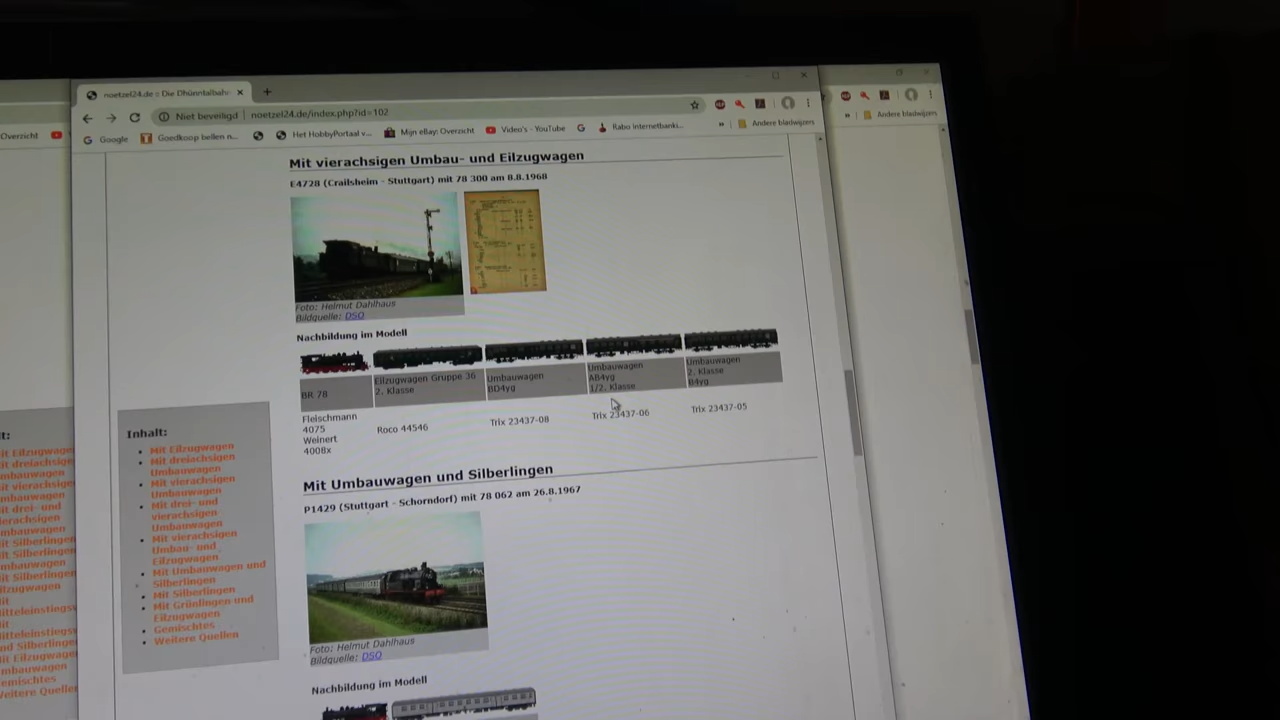 noetzel24.de :: Die Dhünntalbahn
Nicht beveiligd
noetzel24.de/index.php?id=102
Overzicht
Google
Goedkoop bellen n...
Het HobbyPortaal v...
Mijn eBay: Overzicht
Video's - YouTube
Rabo Internetbanki...
»
Andere bladwijzers
»
Andere bladwijzers
Mit vierachsigen Umbau- und Eilzugwagen
E4728 (Crailsheim - Stuttgart) mit 78 300 am 8.8.1968
Foto: Helmut Dahlhaus
Bildquelle: DSO
Nachbildung im Modell
BR 78
Eilzugwagen Gruppe 36
2. Klasse
Umbauwagen
BD4yg
Umbauwagen
AB4yg
1/2. Klasse
Umbauwagen
2. Klasse
B4yg
Fleischmann
4075
Weinert
4008x
Roco 44546
Trix 23437-08
Trix 23437-06
Trix 23437-05
Inhalt:
Mit Eilzugwagen
Mit dreiachsigen
Umbauwagen
Mit vierachsigen
Umbauwagen
Mit drei- und
vierachsigen
Umbauwagen
Mit vierachsigen
Umbau- und
Eilzugwagen
Mit Umbauwagen und
Silberlingen
Mit Silberlingen
Mit Grünlingen und
Eilzugwagen
Gemischtes
Weitere Quellen
Mit Umbauwagen und Silberlingen
P1429 (Stuttgart - Schorndorf) mit 78 062 am 26.8.1967
Foto: Helmut Dahlhaus
Bildquelle: DSO
Nachbildung im Modell